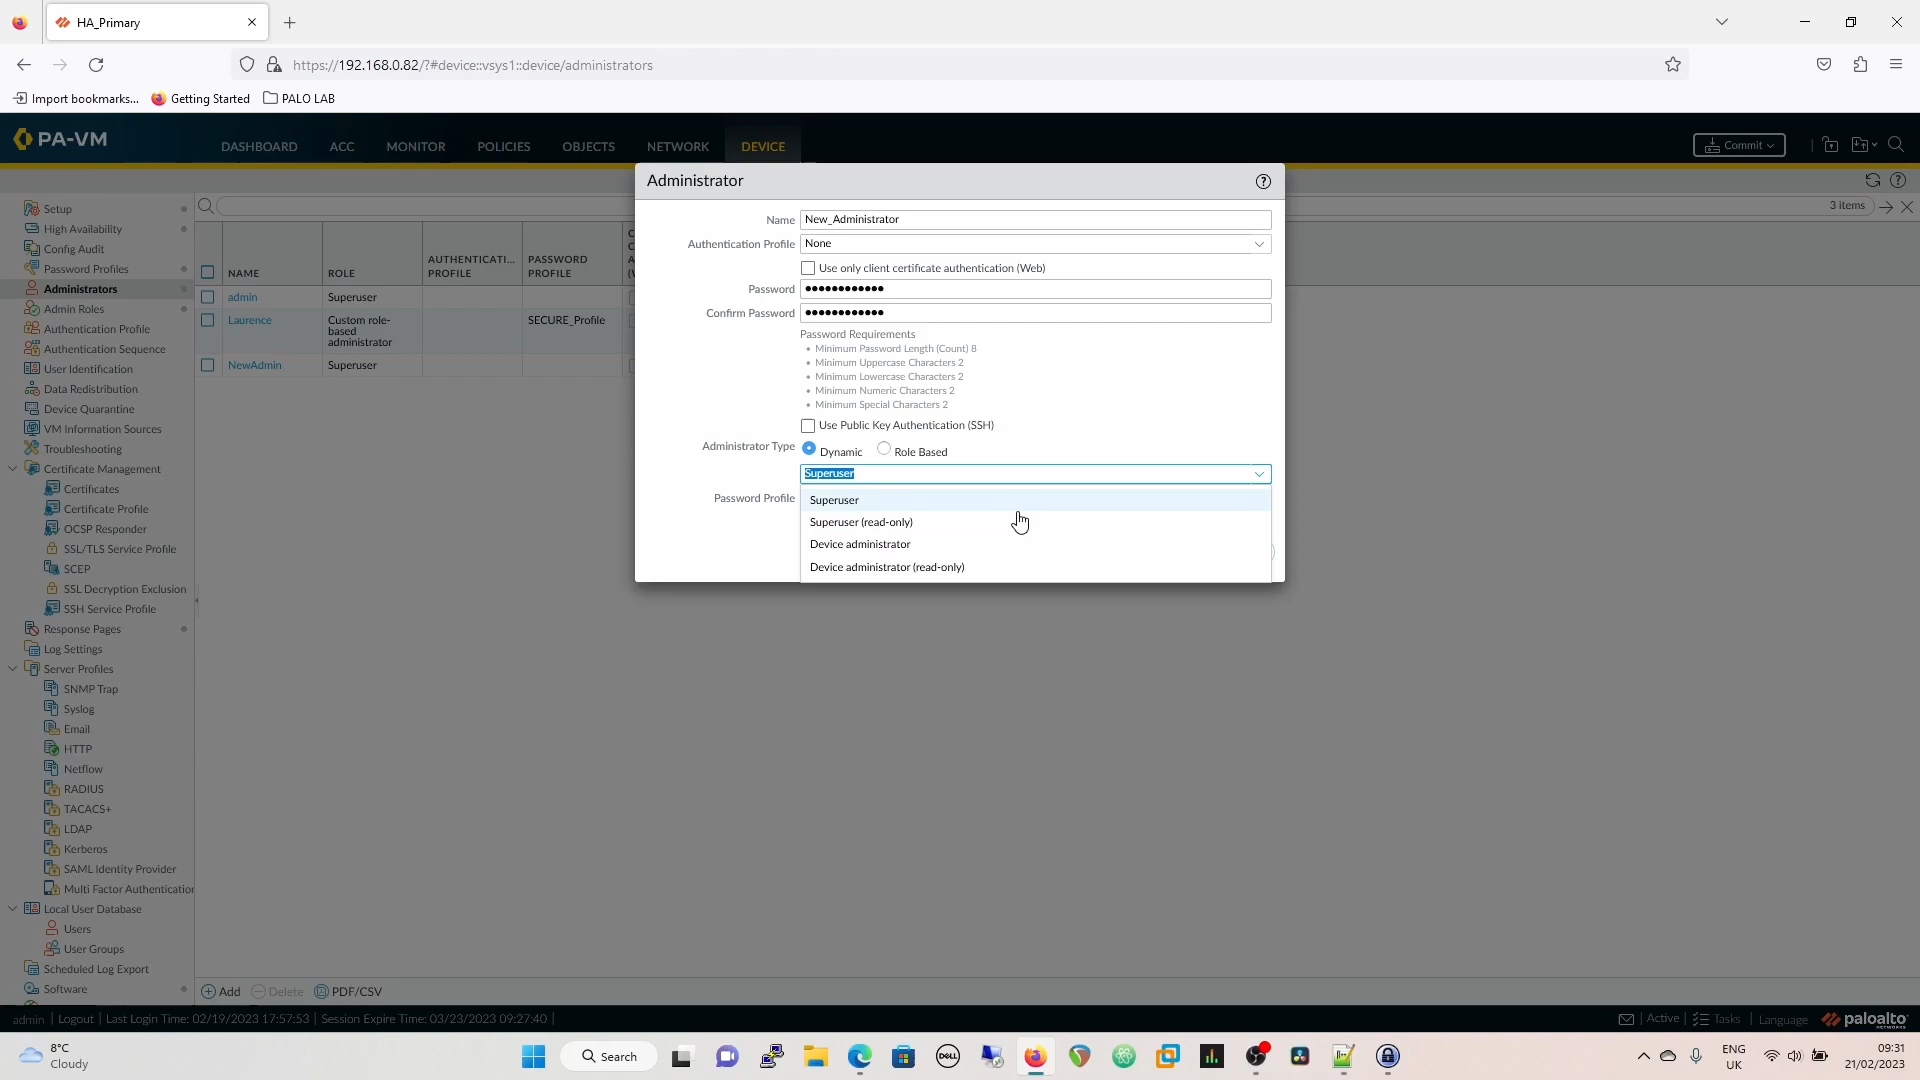 HA_Primary
https://192.168.0.82/?#device::vsys1::device/administrators
Import bookmarks... Getting Started PALO LAB
PA-VM
DASHBOARD ACC MONITOR POLICIES OBJECTS NETWORK DEVICE
Commit
Setup
High Availability
Config Audit
Password Profiles
Administrators
Admin Roles
Authentication Profile
Authentication Sequence
User Identification
Data Redistribution
Device Quarantine
VM Information Sources
Troubleshooting
Certificate Management
Certificates
Certificate Profile
OCSP Responder
SSL/TLS Service Profile
SCEP
SSL Decryption Exclusion
SSH Service Profile
Response Pages
Log Settings
Server Profiles
SNMP Trap
Syslog
Email
HTTP
Netflow
RADIUS
TACACS+
LDAP
Kerberos
SAML Identity Provider
Multi Factor Authentication
Local User Database
Users
User Groups
Scheduled Log Export
Software
3 items
NAME ROLE AUTHENTICATI... PROFILE PASSWORD PROFILE
admin Superuser
Laurence Custom role-based administrator SECURE_Profile
NewAdmin Superuser
Administrator
Name New_Administrator
Authentication Profile None
Use only client certificate authentication (Web)
Password ••••••••••••
Confirm Password ••••••••••••
Password Requirements
• Minimum Password Length (Count) 8
• Minimum Uppercase Characters 2
• Minimum Lowercase Characters 2
• Minimum Numeric Characters 2
• Minimum Special Characters 2
Use Public Key Authentication (SSH)
Administrator Type Dynamic Role Based
Superuser
Password Profile
Superuser
Superuser (read-only)
Device administrator
Device administrator (read-only)
Add Delete PDF/CSV
admin | Logout | Last Login Time: 02/19/2023 17:57:53 | Session Expire Time: 03/23/2023 09:27:40 |
| Active | Tasks | Language paloalto
NETWORKS
8°C
Cloudy
Search
DELL
ENG
UK
09:31
21/02/2023